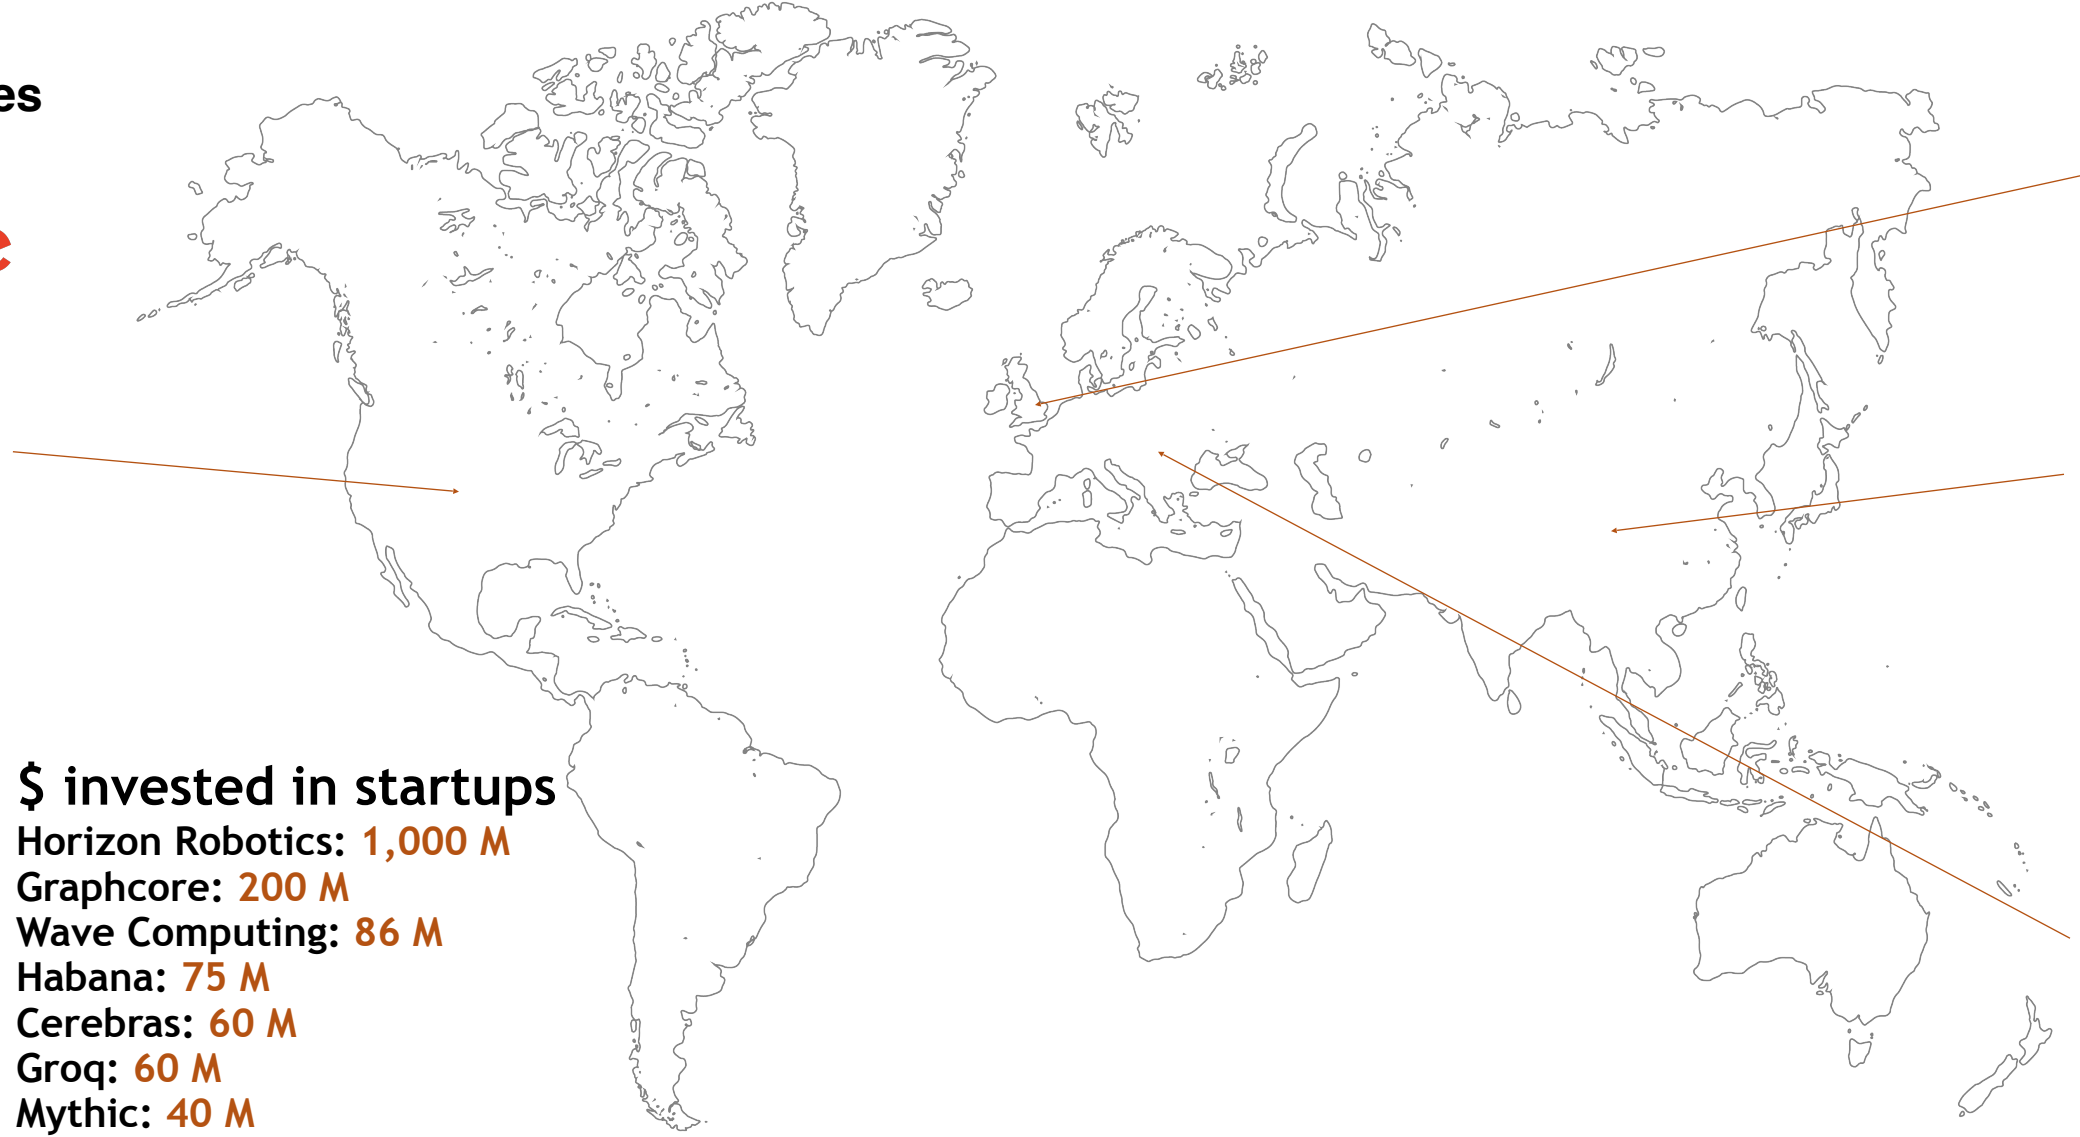 es
$ invested in startups
Horizon Robotics: 1,000 M
Graphcore: 200 M
Wave Computing: 86 M
Habana: 75 M
Cerebras: 60 M
Groq: 60 M
Mythic: 40 M